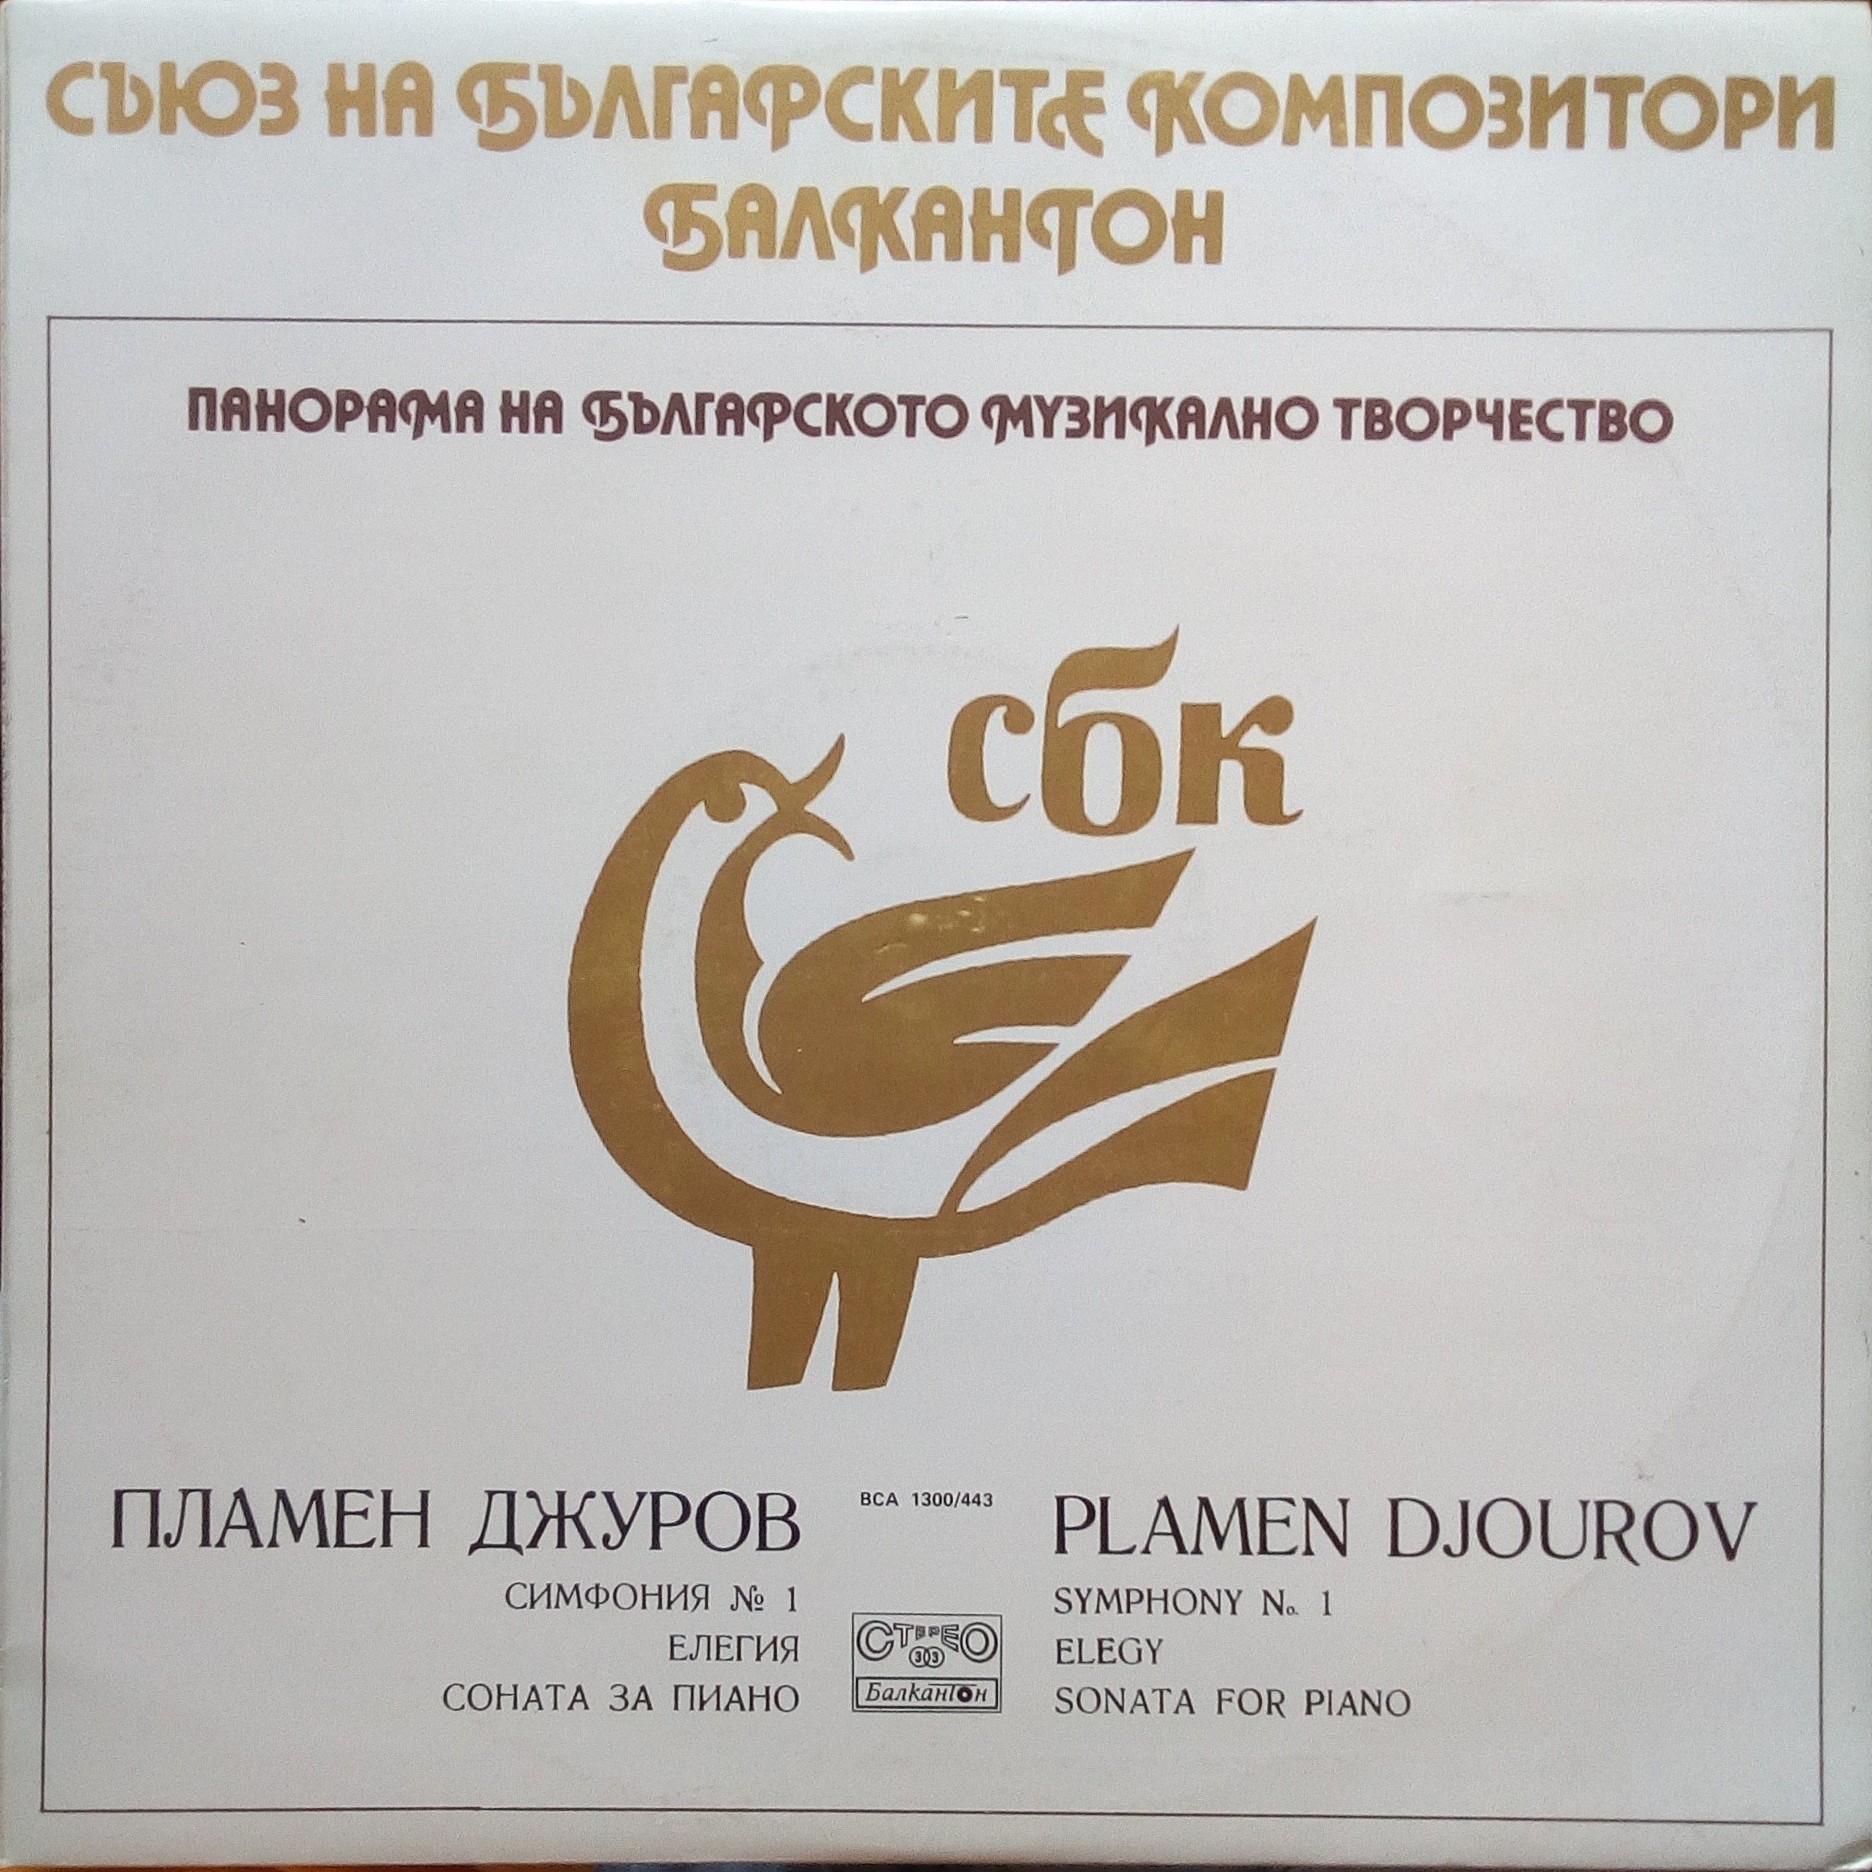 СЪЮЗ НА БЪЛГАРСКИТЕ КОМПОЗИТОРИ
БАЛКАНТОН
ПАНОРАМА НА БЪЛГАРСКОТО МУЗИКАЛНО ТВОРЧЕСТВО
сбк
ПЛАМЕН ДЖУРОВ
СИМФОНИЯ № 1
ЕЛЕГИЯ
СОНАТА ЗА ПИАНО
ВСА 1300/443
СТЕРЕО
33
Балкантон
PLAMEN DJOUROV
SYMPHONY No. 1
ELEGY
SONATA FOR PIANO